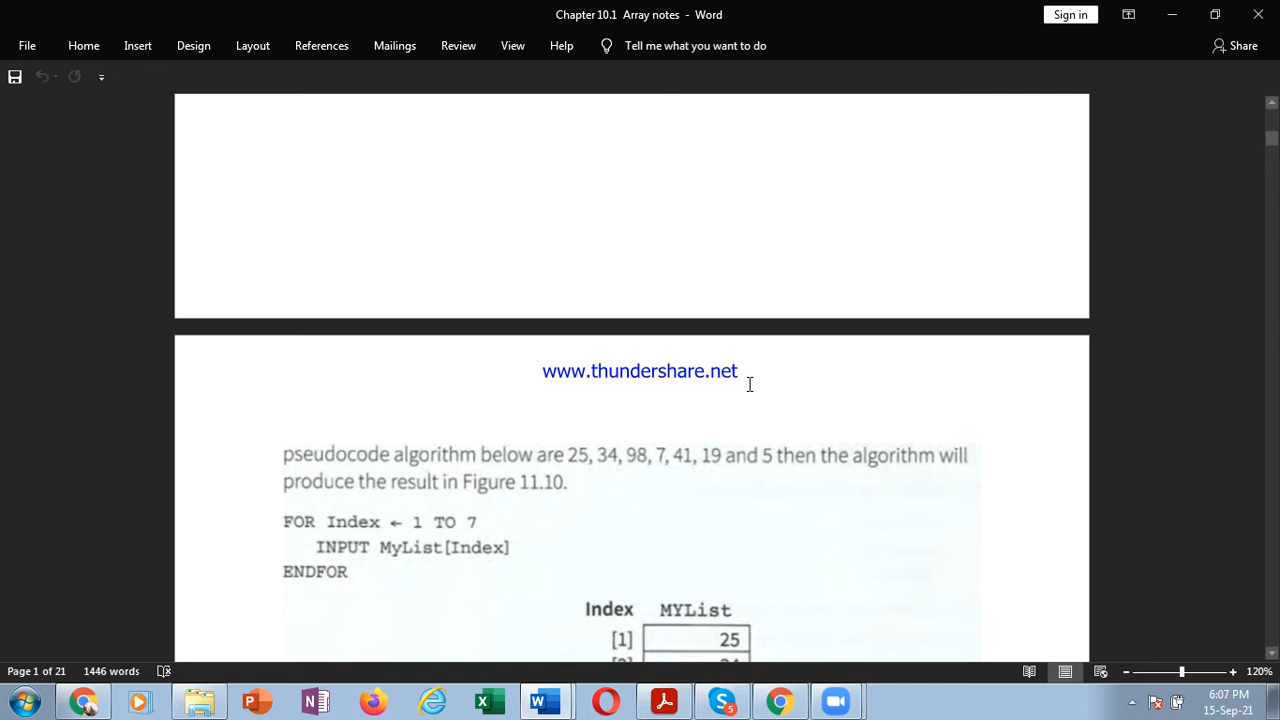 Chapter 10.1 Array notes - Word
Sign in
File Home Insert Design Layout References Mailings Review View Help Tell me what you want to do Share
www.thundershare.net
pseudocode algorithm below are 25, 34, 98, 7, 41, 19 and 5 then the algorithm will
produce the result in Figure 11.10.
FOR Index ← 1 TO 7
INPUT MyList[Index]
ENDFOR
Index MYList
[1] 25
Page 1 of 21 1446 words 120%
6:07 PM
15-Sep-21